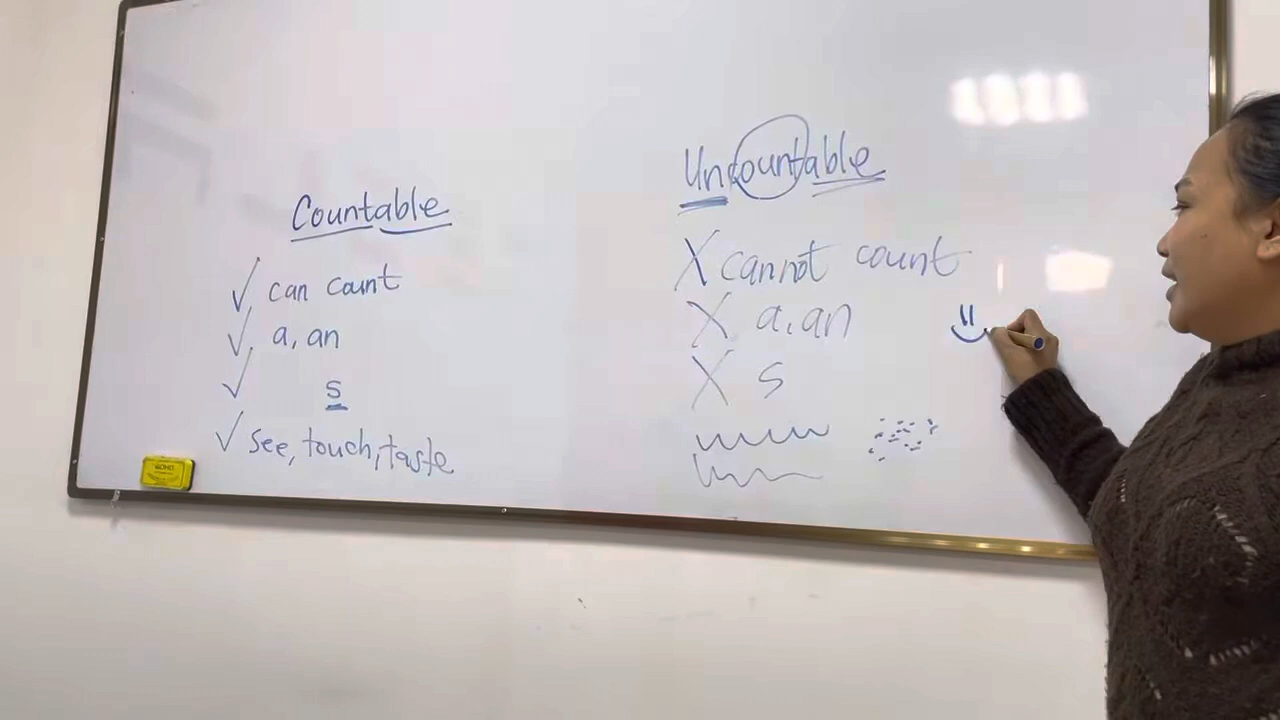 Countable
✓ can count
✓ a, an
✓ s
✓ see, touch, taste
Uncountable
X cannot count
X a, an
X s